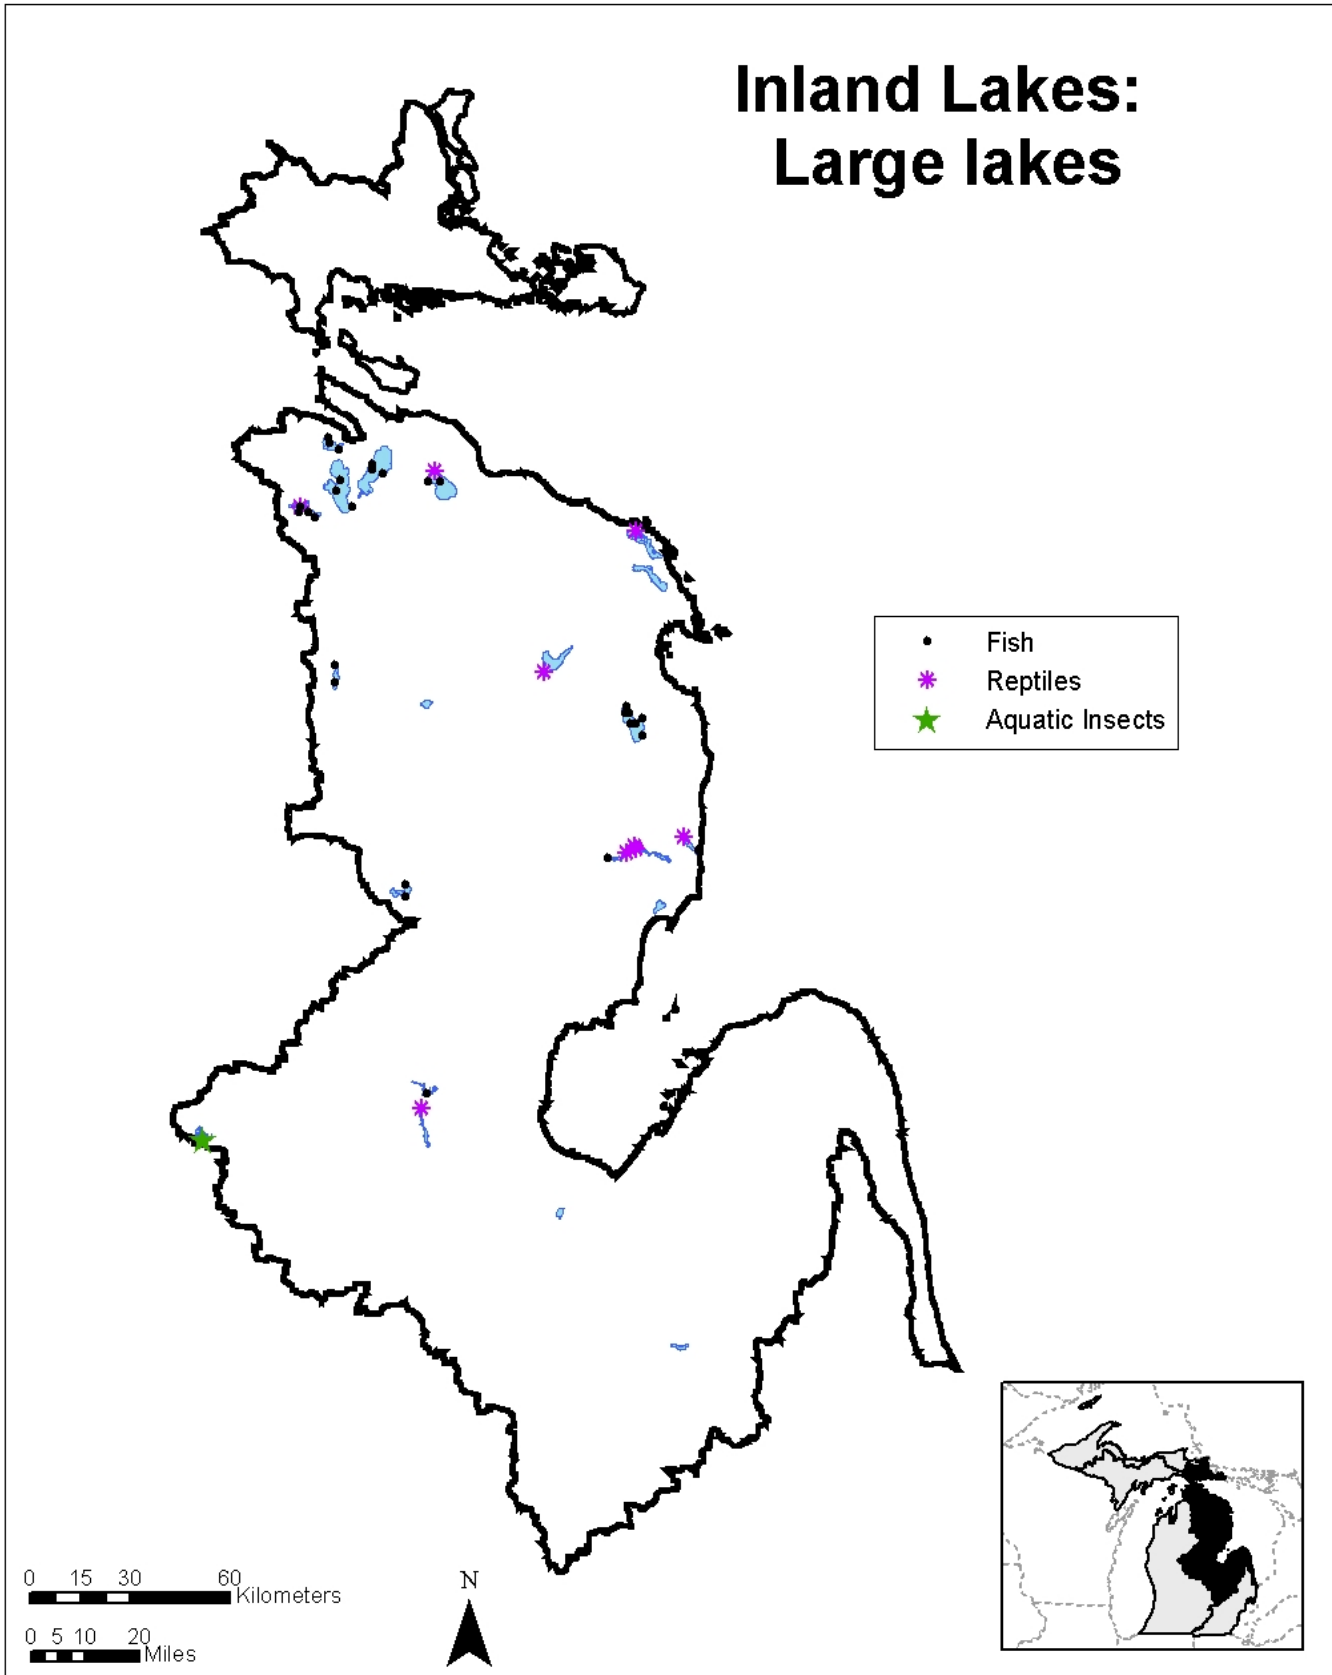 Inland Lakes:
Large lakes
Fish
Reptiles
Aquatic Insects
0 15 30 60
Kilometers
0 5 10 20
Miles
N